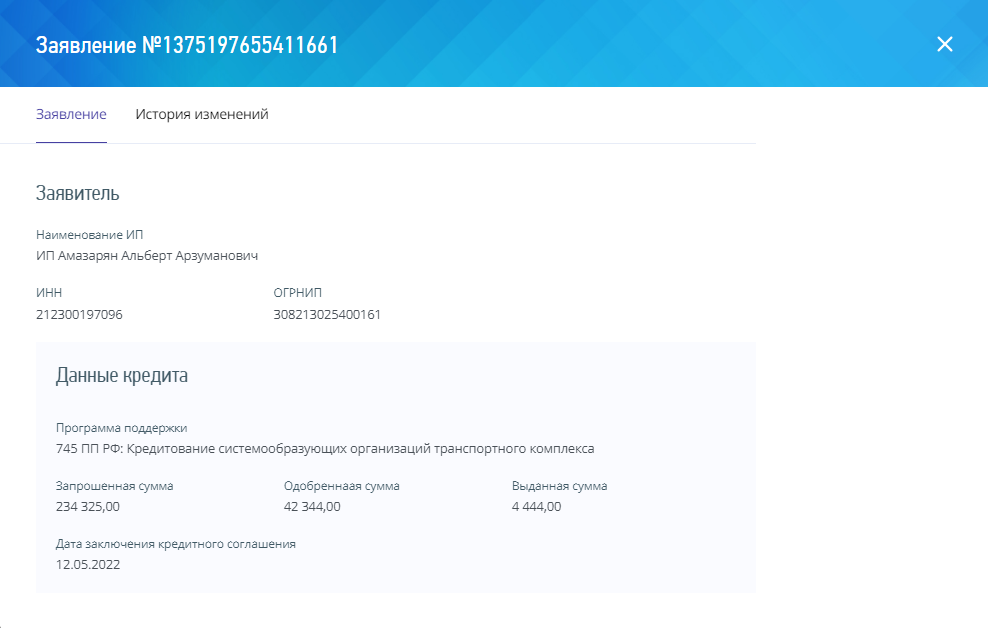 Заявление №1375197655411661
Заявление История изменений
Заявитель
Наименование ИП
ИП Амазарян Альберт Арзуманович
ИНН ОГРНИП
212300197096 308213025400161
Данные кредита
Программа поддержки
745 ПП РФ: Кредитование системообразующих организаций транспортного комплекса
Запрошенная сумма Одобреннаая сумма Выданная сумма
234 325,00 42 344,00 4 444,00
Дата заключения кредитного соглашения
12.05.2022